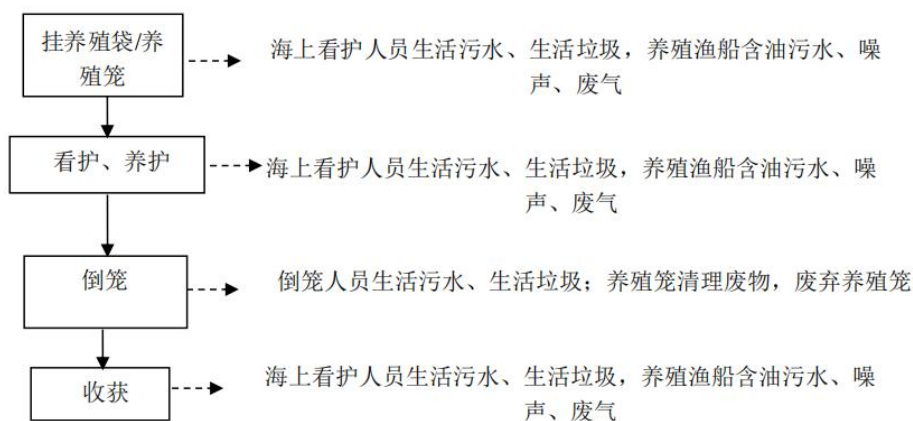 挂养殖袋/养
殖笼
海上看护人员生活污水、生活垃圾，养殖渔船含油污水、噪
声、废气
看护、养护
海上看护人员生活污水、生活垃圾，养殖渔船含油污水、噪
声、废气
倒笼
倒笼人员生活污水、生活垃圾；养殖笼清理废物，废弃养殖笼
收获
海上看护人员生活污水、生活垃圾，养殖渔船含油污水、噪
声、废气